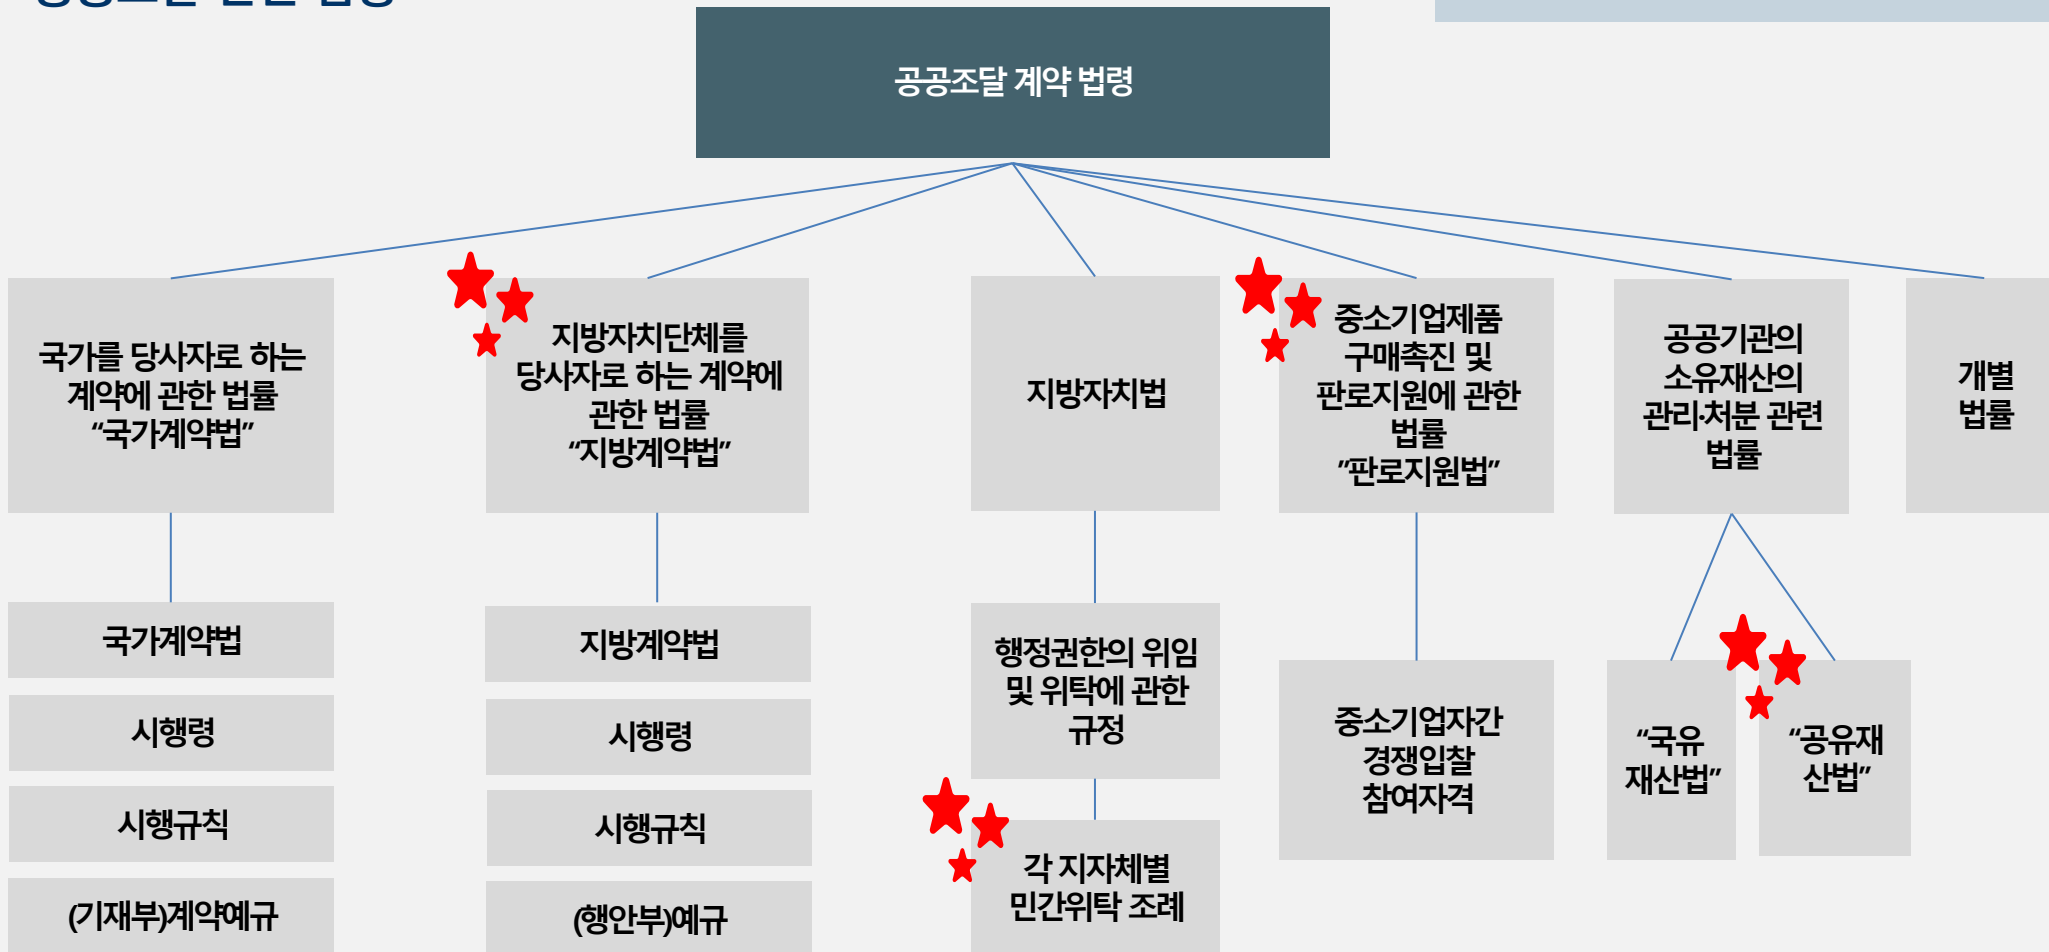 공공조달 계약 법령
국가를 당사자로 하는
계약에 관한 법률
“국가계약법”
지방자치단체를
당사자로 하는 계약에
관한 법률
“지방계약법”
지방자치법
중소기업제품
구매촉진 및
판로지원에 관한
법률
”판로지원법”
공공기관의
소유재산의
관리·처분 관련
법률
개별
법률
국가계약법
시행령
시행규칙
(기재부)계약예규
지방계약법
시행령
시행규칙
(행안부)예규
행정권한의 위임
및 위탁에 관한
규정
각 지자체별
민간위탁 조례
중소기업자간
경쟁입찰
참여자격
“국유
재산법”
“공유재
산법”